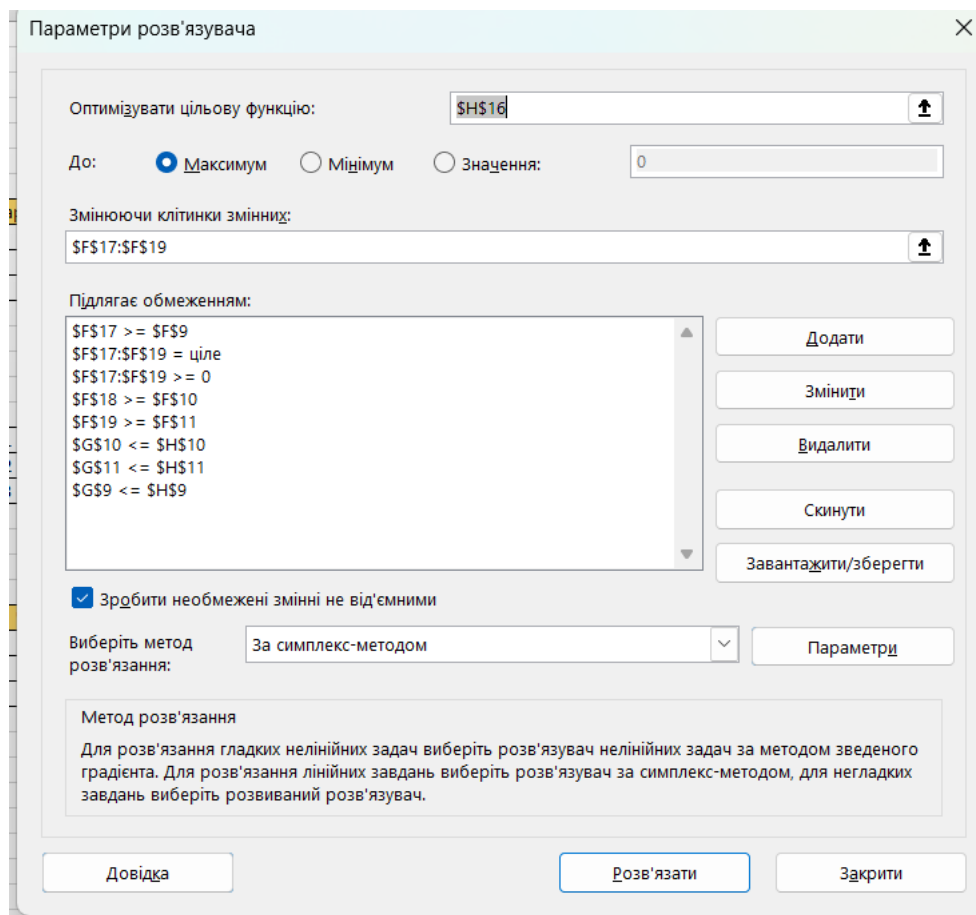 Параметри розв'язувача
Оптимізувати цільову функцію:
$H$16
До:
Максимум
Мінімум
Значення:
0
Змінюючи клітинки змінних:
$F$17:$F$19
Підлягає обмеженням:
$F$17 >= $F$9
$F$17:$F$19 = ціле
$F$17:$F$19 >= 0
$F$18 >= $F$10
$F$19 >= $F$11
$G$10 <= $H$10
$G$11 <= $H$11
$G$9 <= $H$9
Додати
Змінити
Видалити
Скинути
Завантажити/зберегти
Зробити необмежені змінні не від'ємними
Виберіть метод
розв'язання:
За симплекс-методом
Параметри
Метод розв'язання
Для розв'язання гладких нелінійних задач виберіть розв'язувач нелінійних задач за методом зведеного
градієнта. Для розв'язання лінійних завдань виберіть розв'язувач за симплекс-методом, для негладких
завдань виберіть розвиваний розв'язувач.
Довідка
Розв'язати
Закрити